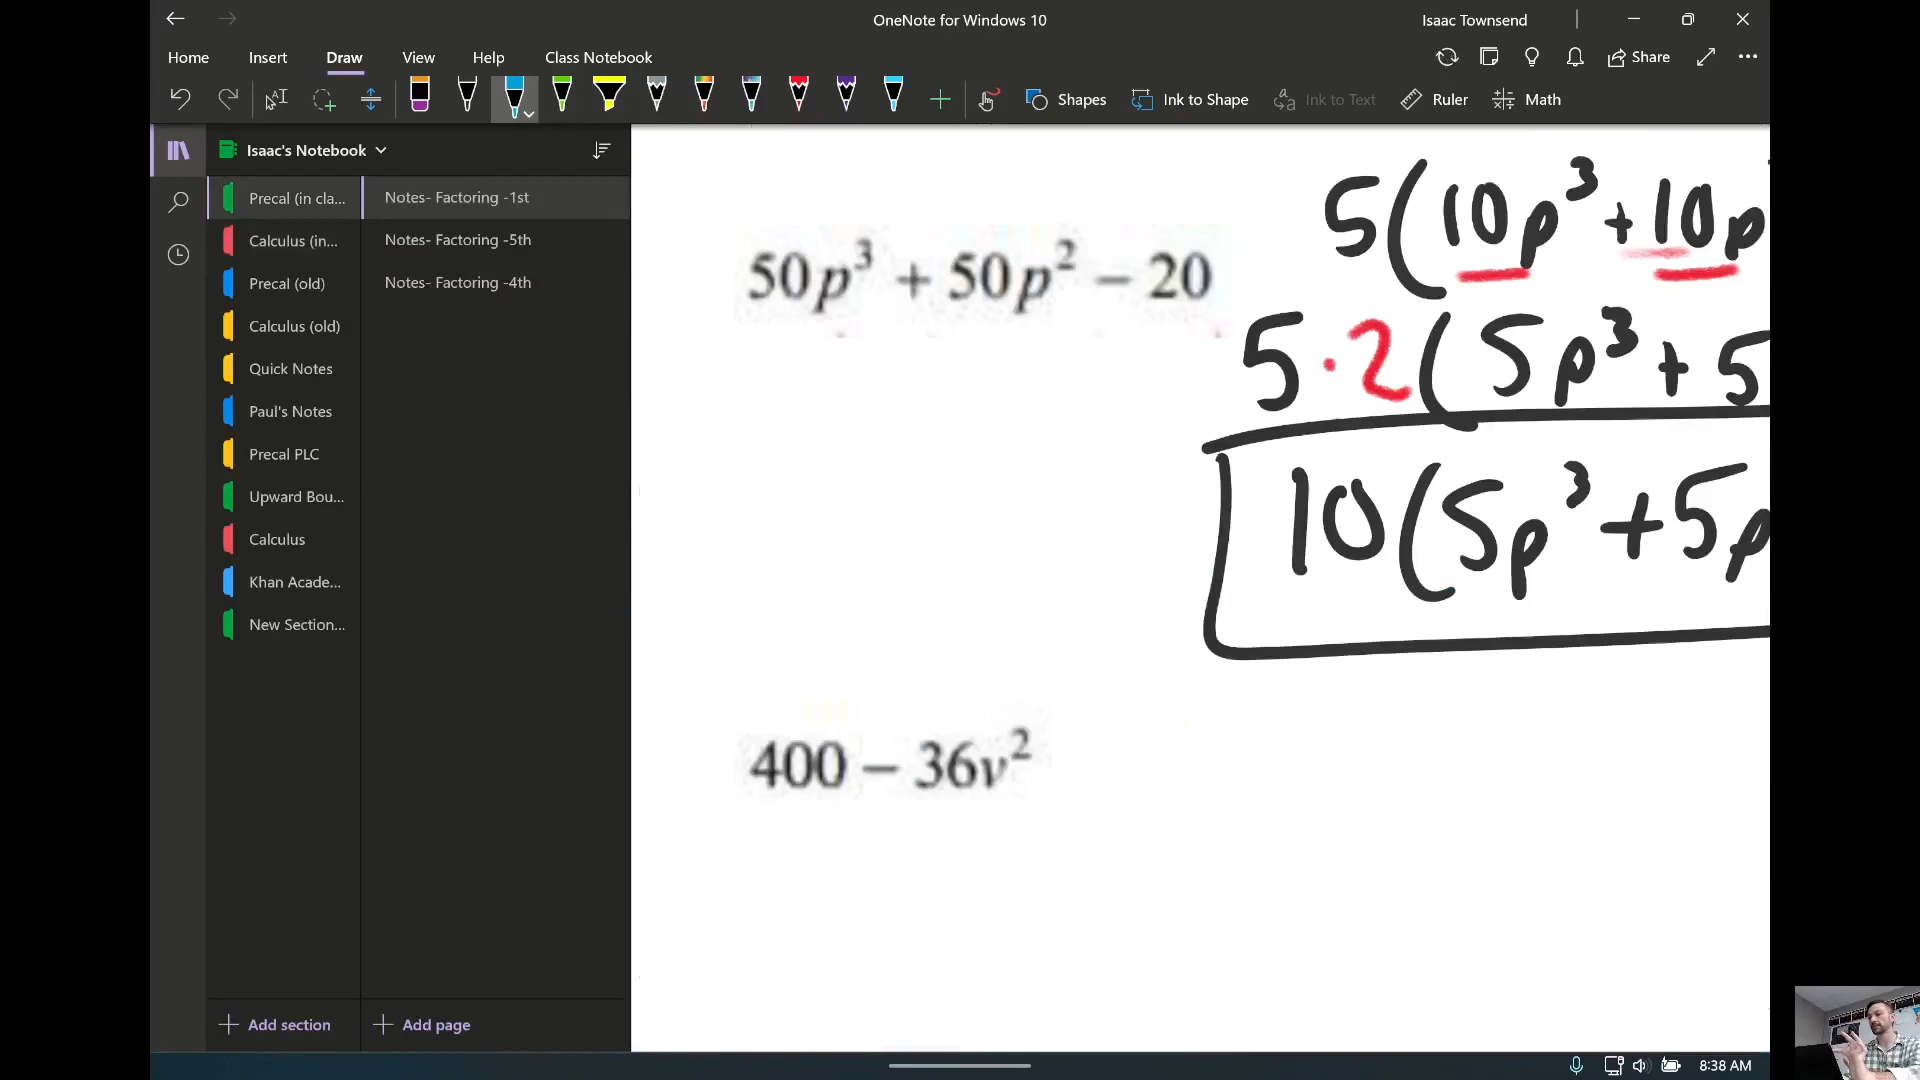 OneNote for Windows 10
Isaac Townsend
Home Insert Draw View Help Class Notebook
Share
Shapes Ink to Shape Ink to Text Ruler Math
Isaac's Notebook
Precal (in cla...
Calculus (in...
Precal (old)
Calculus (old)
Quick Notes
Paul's Notes
Precal PLC
Upward Bou...
Calculus
Khan Acade...
New Section...
Add section
Notes- Factoring -1st
Notes- Factoring -5th
Notes- Factoring -4th
Add page
50p³ + 50p² − 20
5(10p³ + 10p
5·2(5p³ + 5
10(5p³ + 5p
400 − 36v²
8:38 AM